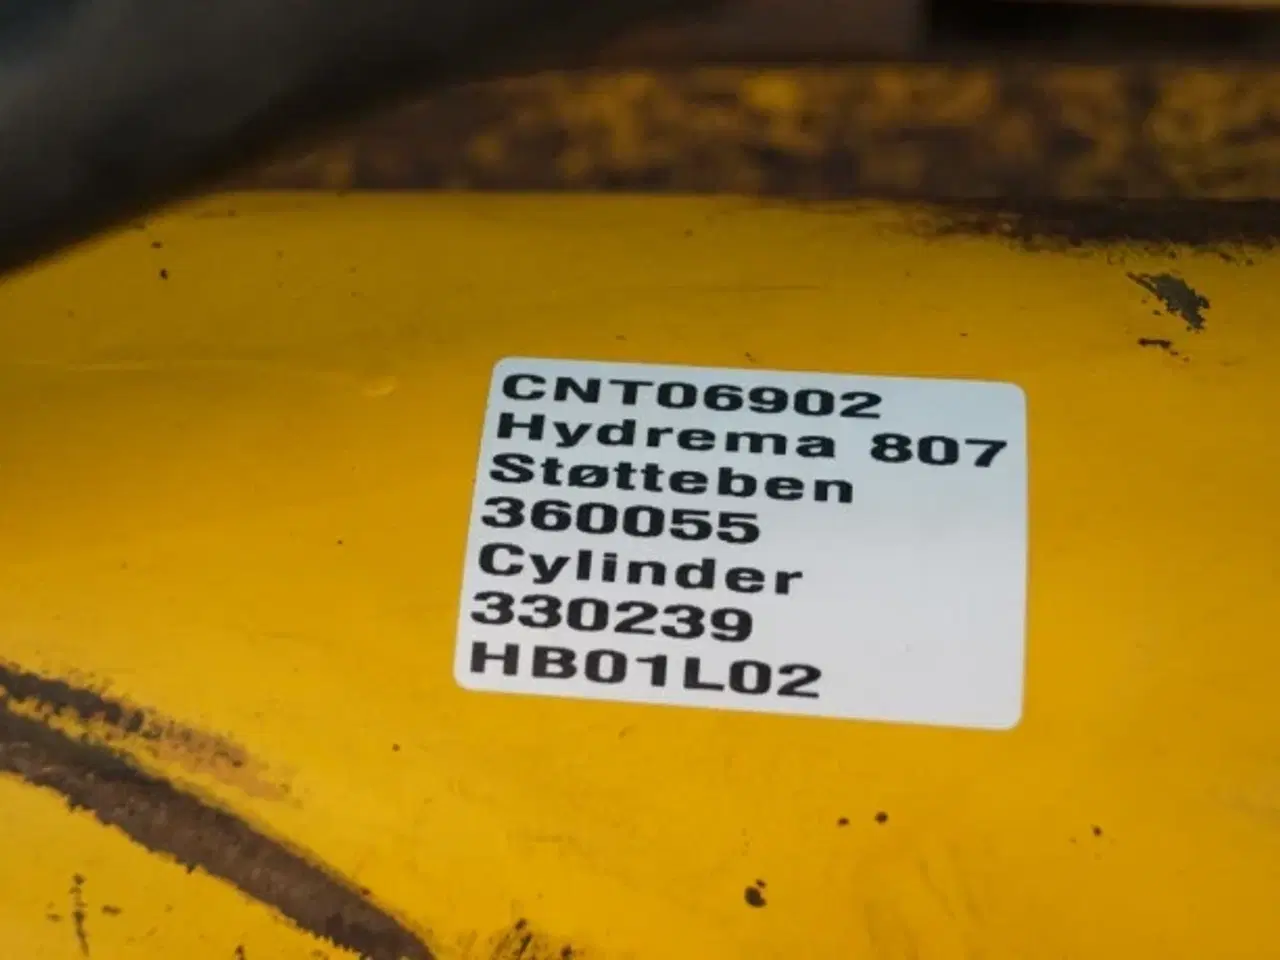 CNT06902
Hydrema 807
Støtteben
360055
Cylinder
330239
HB01L02